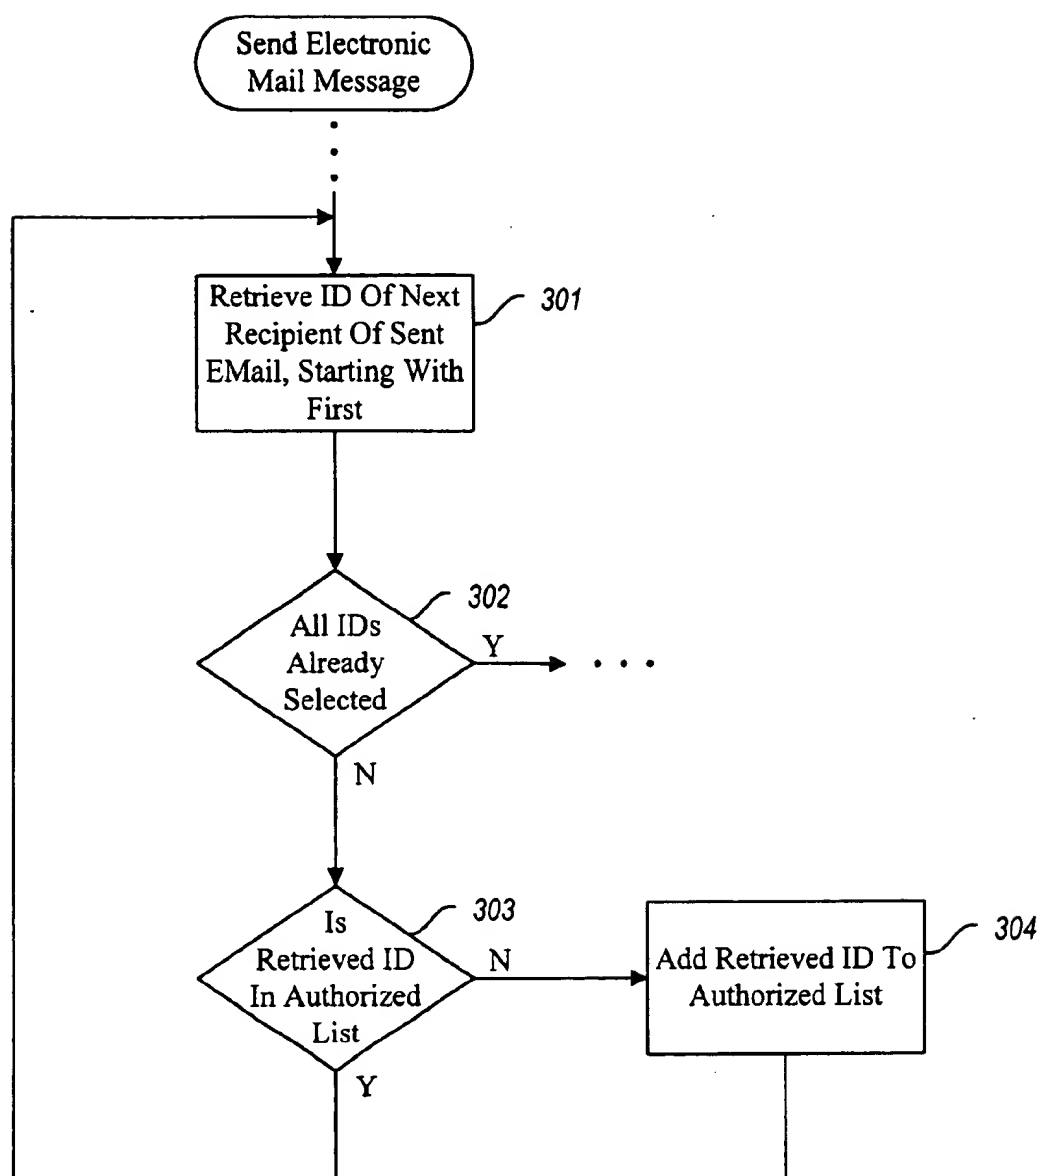 Send Electronic
Mail Message
Retrieve ID Of Next
Recipient Of Sent
EMail, Starting With
First
301
All IDs
Already
Selected
302
Y
N
Is
Retrieved ID
In Authorized
List
303
N
Y
Add Retrieved ID To
Authorized List
304